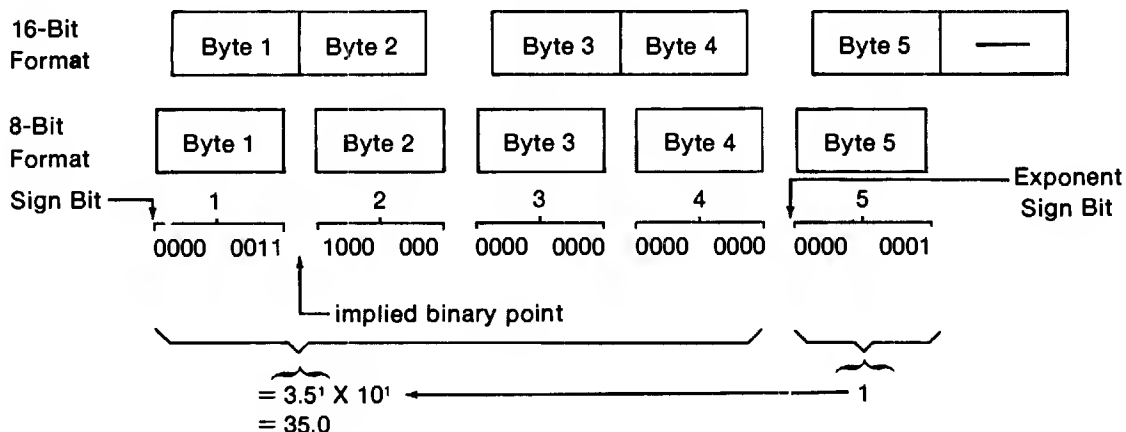 16-Bit
Format
Byte 1 Byte 2 Byte 3 Byte 4 Byte 5 —
8-Bit
Format
Byte 1 Byte 2 Byte 3 Byte 4 Byte 5
Sign Bit 1 2 3 4 5 Exponent
Sign Bit
0000 0011 1000 000 0000 0000 0000 0000 0000 0001
implied binary point
= 3.5¹ X 10¹ 1
= 35.0